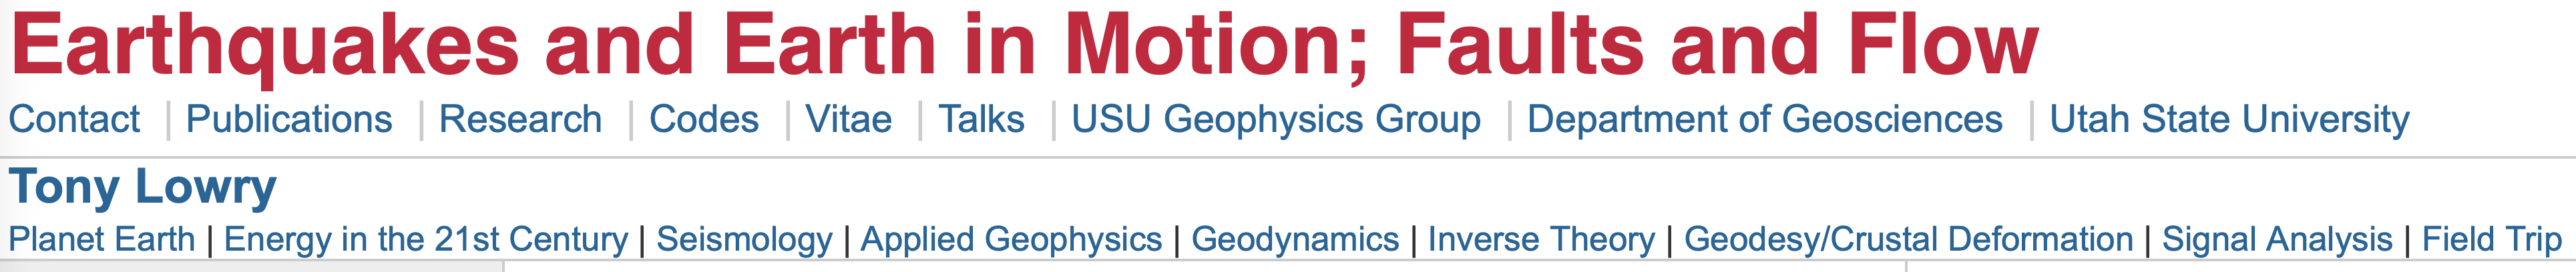 Earthquakes and Earth in Motion; Faults and Flow
Contact | Publications | Research | Codes | Vitae | Talks | USU Geophysics Group | Department of Geosciences | Utah State University
Tony Lowry
Planet Earth | Energy in the 21st Century | Seismology | Applied Geophysics | Geodynamics | Inverse Theory | Geodesy/Crustal Deformation | Signal Analysis | Field Trip